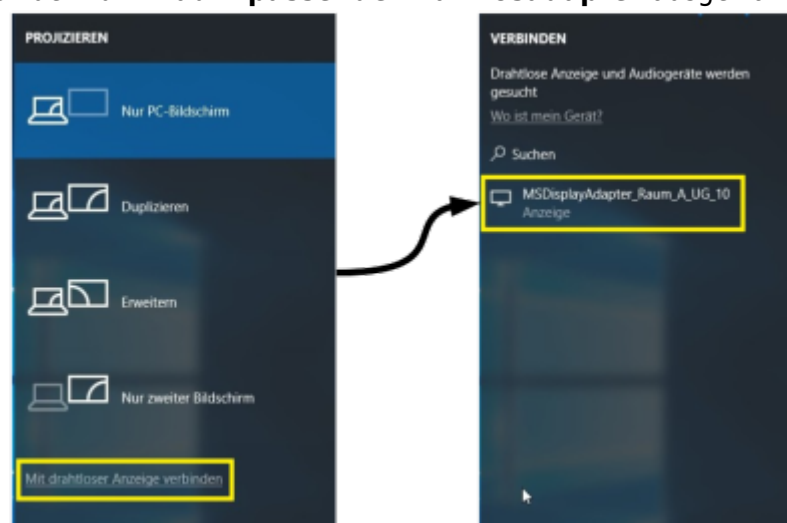 PROJIZIEREN
Nur PC-Bildschirm
Duplizieren
Erweitern
Nur zweiter Bildschirm
Mit drahtloser Anzeige verbinden
VERBINDEN
Drahtlose Anzeige und Audiogeräte werden
gesucht
Wo ist mein Gerät?
Suchen
MSDisplayAdapter_Raum_A_UG_10
Anzeige